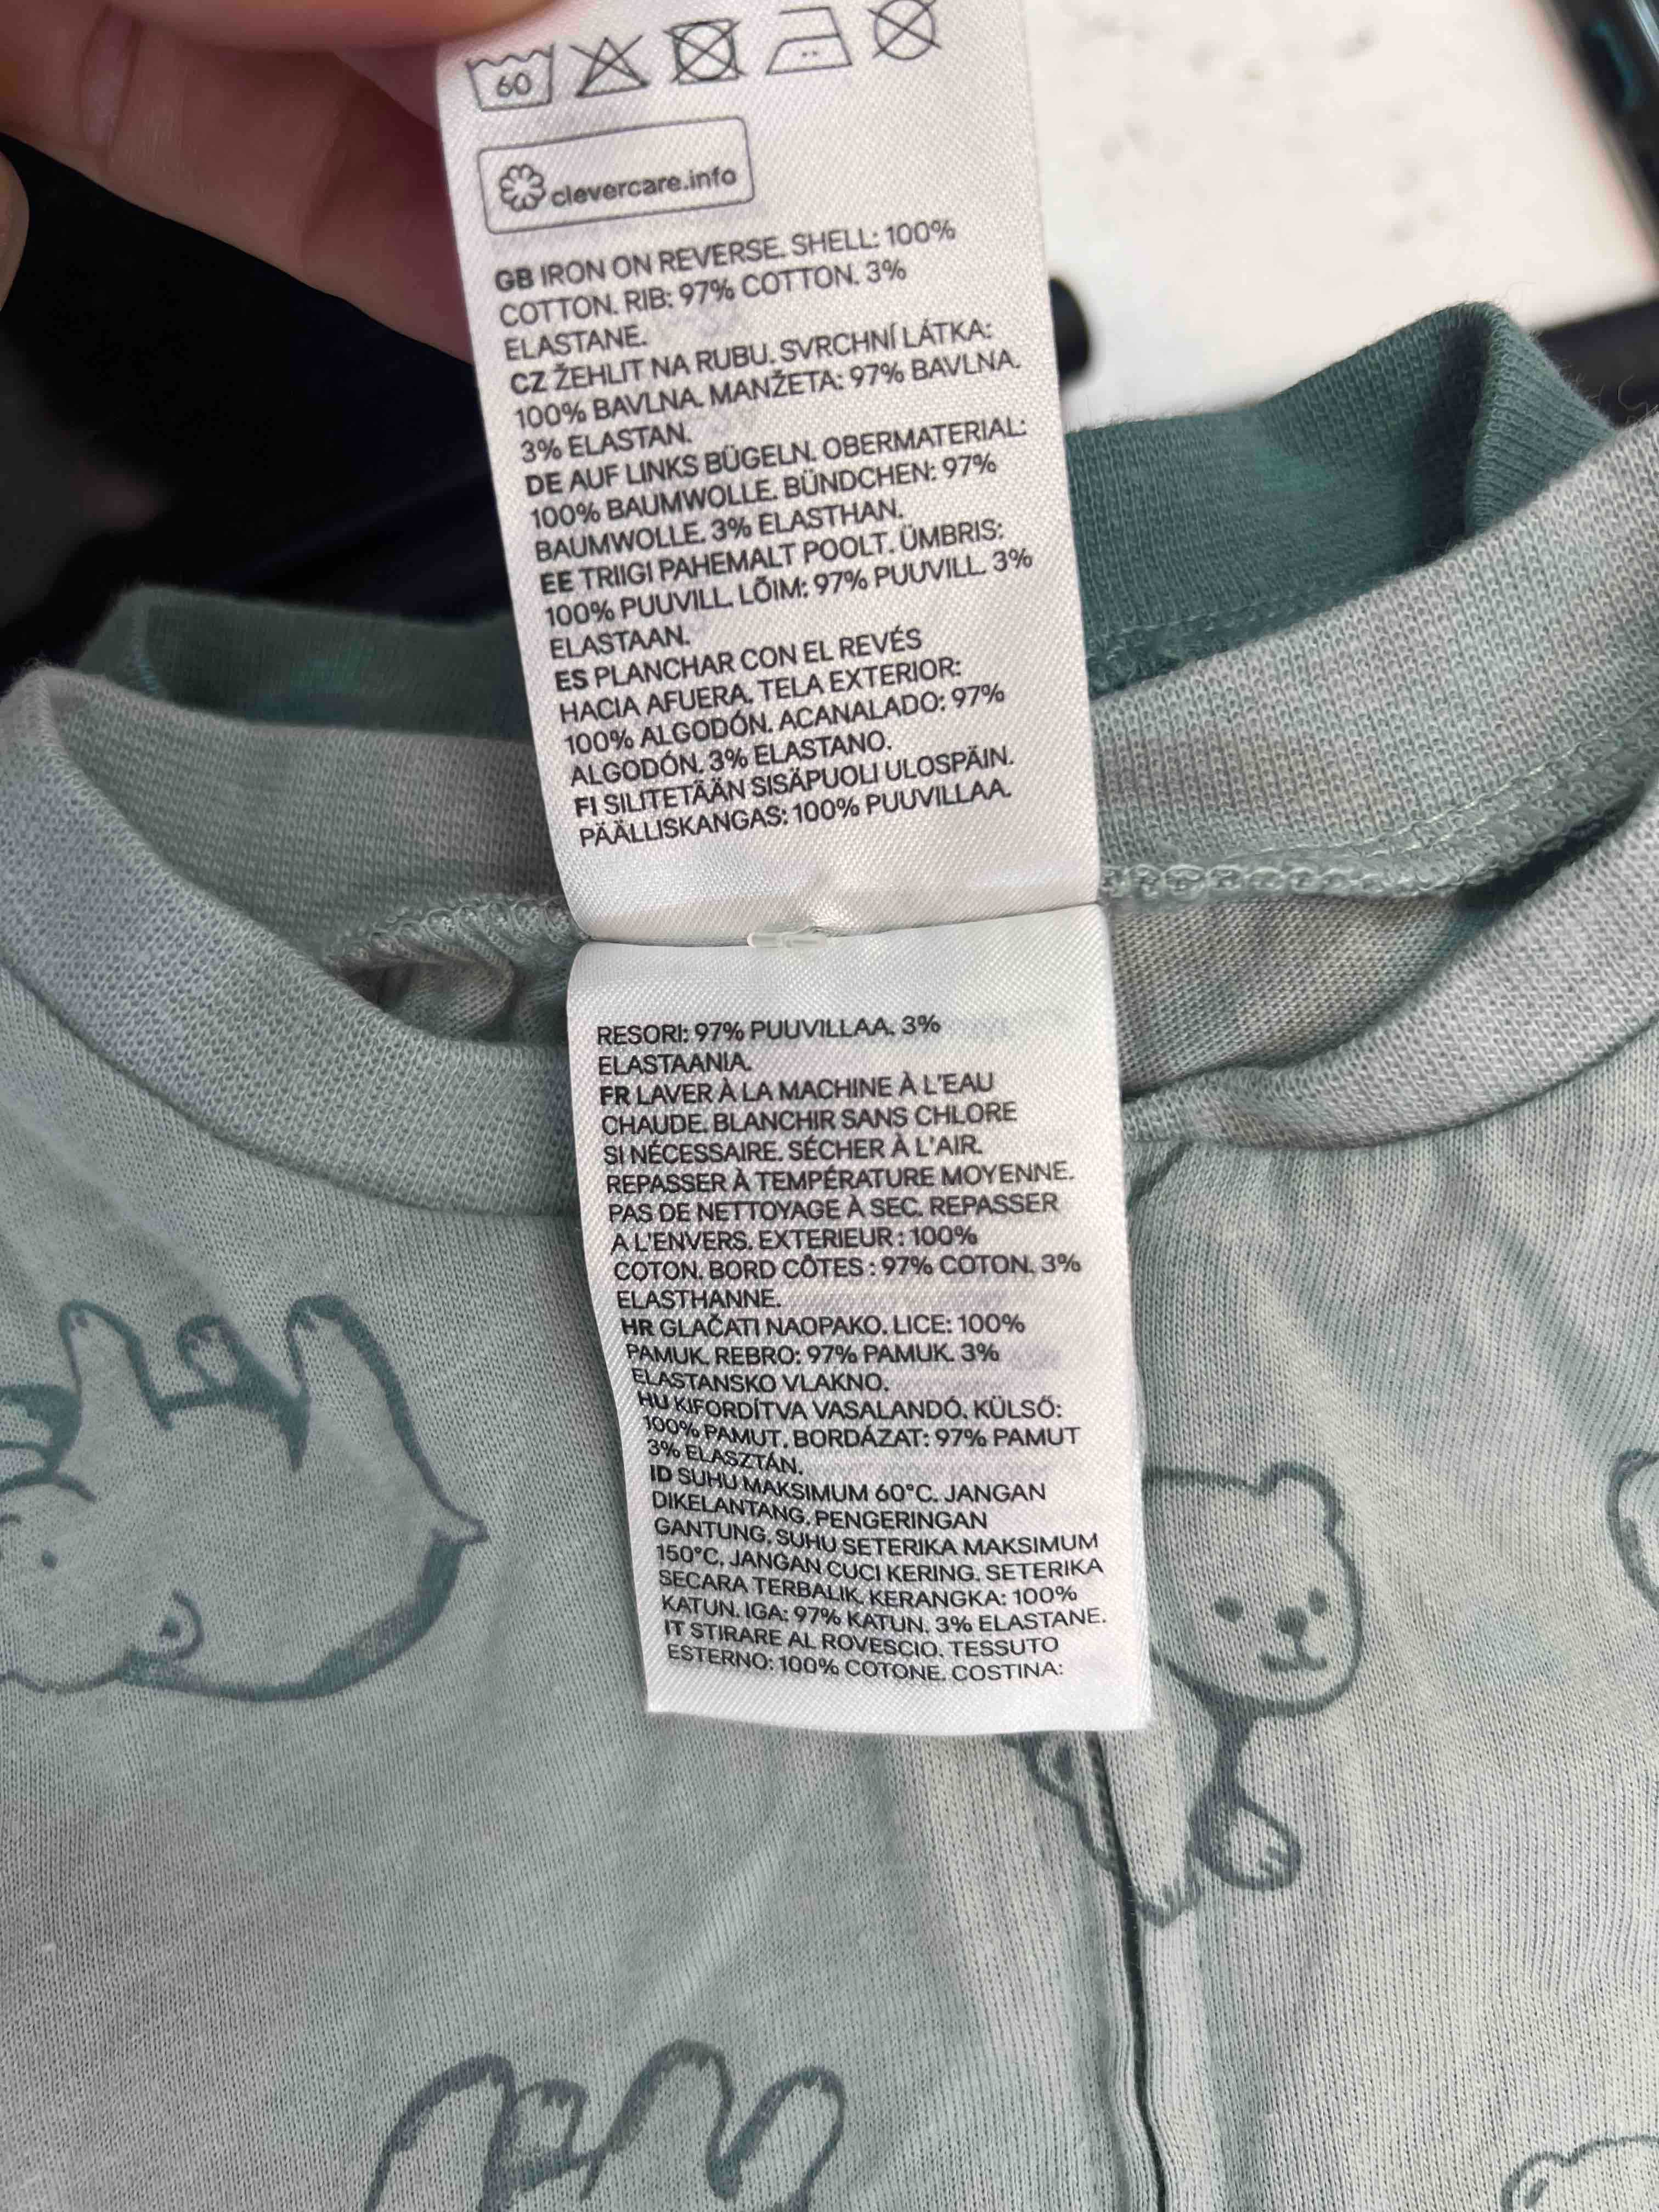 60
clevercare.info
GB IRON ON REVERSE. SHELL: 100%
COTTON. RIB: 97% COTTON. 3%
ELASTANE.
CZ ŽEHLIT NA RUBU. SVRCHNÍ LÁTKA:
100% BAVLNA. MANŽETA: 97% BAVLNA.
3% ELASTAN.
DE AUF LINKS BÜGELN. OBERMATERIAL:
100% BAUMWOLLE. BÜNDCHEN: 97%
BAUMWOLLE. 3% ELASTHAN.
EE TRIIGI PAHEMALT POOLT. ÜMBRIS:
100% PUUVILL. LÕIM: 97% PUUVILL. 3%
ELASTAAN.
ES PLANCHAR CON EL REVÉS
HACIA AFUERA. TELA EXTERIOR:
100% ALGODÓN. ACANALADO: 97%
ALGODÓN. 3% ELASTANO.
FI SILITETÄÄN SISÄPUOLI ULOSPÄIN.
PÄÄLLISKANGAS: 100% PUUVILLAA.
RESORI: 97% PUUVILLAA. 3%
ELASTAANIA.
FR LAVER À LA MACHINE À L'EAU
CHAUDE. BLANCHIR SANS CHLORE
SI NÉCESSAIRE. SÉCHER À L'AIR.
REPASSER À TEMPÉRATURE MOYENNE.
PAS DE NETTOYAGE À SEC. REPASSER
A L'ENVERS. EXTERIEUR : 100%
COTON. BORD CÔTES : 97% COTON. 3%
ELASTHANNE.
HR GLAČATI NAOPAKO. LICE: 100%
PAMUK. REBRO: 97% PAMUK. 3%
ELASTANSKO VLAKNO.
HU KIFORDÍTVA VASALANDÓ. KÜLSŐ:
100% PAMUT. BORDÁZAT: 97% PAMUT
3% ELASZTÁN.
ID SUHU MAKSIMUM 60°C. JANGAN
DIKELANTANG. PENGERINGAN
GANTUNG. SUHU SETERIKA MAKSIMUM
150°C. JANGAN CUCI KERING. SETERIKA
SECARA TERBALIK. KERANGKA: 100%
KATUN. IGA: 97% KATUN. 3% ELASTANE.
IT STIRARE AL ROVESCIO. TESSUTO
ESTERNO: 100% COTONE. COSTINA: